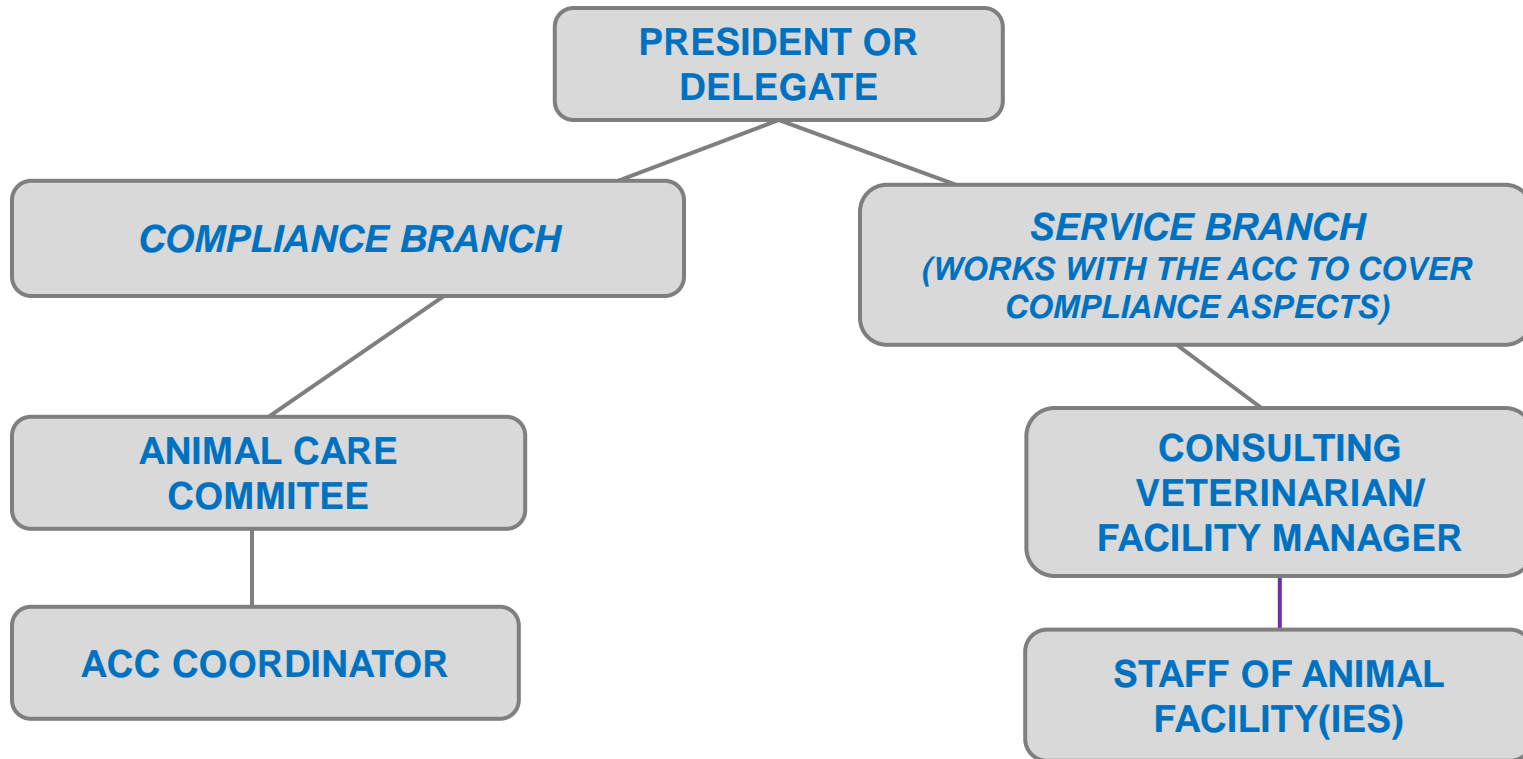 PRESIDENT OR
DELEGATE
COMPLIANCE BRANCH
SERVICE BRANCH
(WORKS WITH THE ACC TO COVER
COMPLIANCE ASPECTS)
ANIMAL CARE
COMMITEE
CONSULTING
VETERINARIAN/
FACILITY MANAGER
ACC COORDINATOR
STAFF OF ANIMAL
FACILITY(IES)